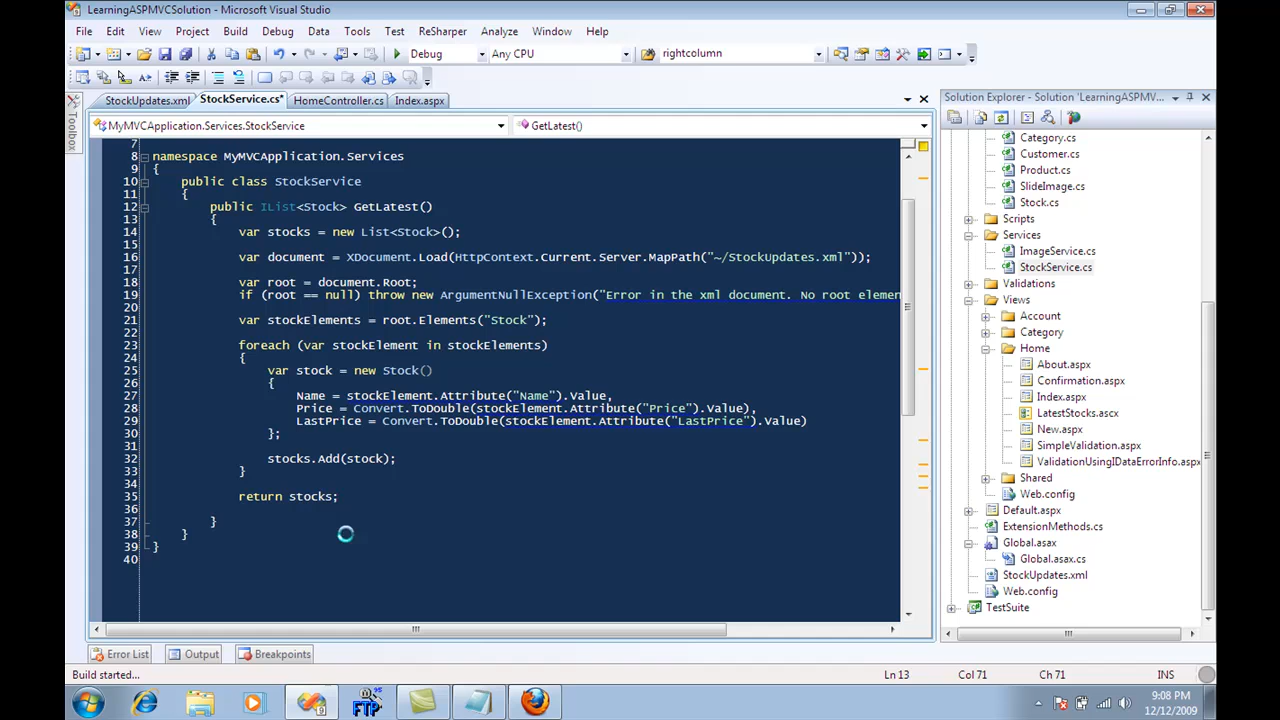 LearningASPMVCSolution - Microsoft Visual Studio
File Edit View Project Build Debug Data Tools Test ReSharper Analyze Window Help
Debug Any CPU rightcolumn
StockUpdates.xml StockService.cs* HomeController.cs Index.aspx
MyMVCApplication.Services.StockService GetLatest()
Toolbox
7
8 namespace MyMVCApplication.Services
9 {
10 public class StockService
11 {
12 public IList<Stock> GetLatest()
13 {
14 var stocks = new List<Stock>();
15
16 var document = XDocument.Load(HttpContext.Current.Server.MapPath("~/StockUpdates.xml"));
17
18 var root = document.Root;
19 if (root == null) throw new ArgumentNullException("Error in the xml document. No root elemen
20
21 var stockElements = root.Elements("Stock");
22
23 foreach (var stockElement in stockElements)
24 {
25 var stock = new Stock()
26 {
27 Name = stockElement.Attribute("Name").Value,
28 Price = Convert.ToDouble(stockElement.Attribute("Price").Value),
29 LastPrice = Convert.ToDouble(stockElement.Attribute("LastPrice").Value)
30 };
31
32 stocks.Add(stock);
33 }
34
35 return stocks;
36
37 }
38 }
39 }
40
Solution Explorer - Solution 'LearningASPMV...
Category.cs
Customer.cs
Product.cs
SlideImage.cs
Stock.cs
Scripts
Services
ImageService.cs
StockService.cs
Validations
Views
Account
Category
Home
About.aspx
Confirmation.aspx
Index.aspx
LatestStocks.ascx
New.aspx
SimpleValidation.aspx
ValidationUsingIDataErrorInfo.aspx
Shared
Web.config
Default.aspx
ExtensionMethods.cs
Global.asax
Global.asax.cs
StockUpdates.xml
Web.config
TestSuite
Error List Output Breakpoints
Build started... Ln 13 Col 71 Ch 71 INS
FTP
9:08 PM
12/12/2009